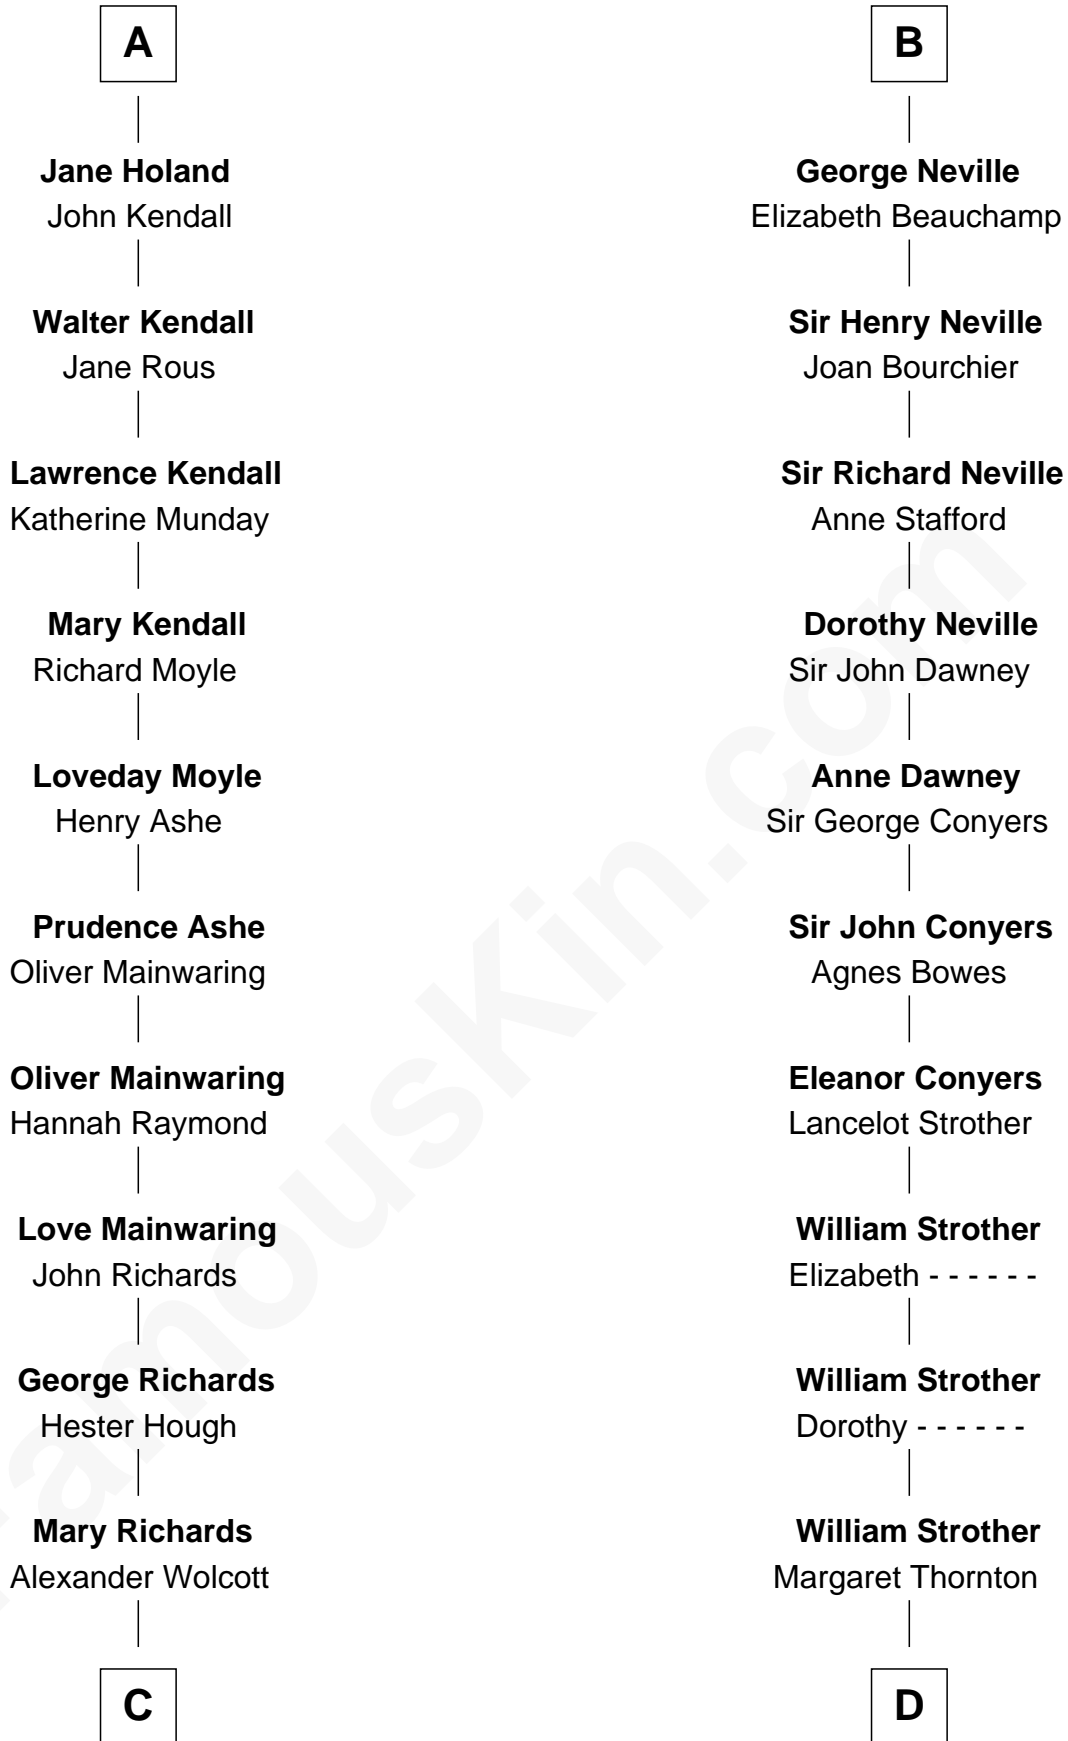 A
Jane Holand
John Kendall
Walter Kendall
Jane Rous
Lawrence Kendall
Katherine Munday
Mary Kendall
Richard Moyle
Loveday Moyle
Henry Ashe
Prudence Ashe
Oliver Mainwaring
Oliver Mainwaring
Hannah Raymond
Love Mainwaring
John Richards
George Richards
Hester Hough
Mary Richards
Alexander Wolcott
C
B
George Neville
Elizabeth Beauchamp
Sir Henry Neville
Joan Bourchier
Sir Richard Neville
Anne Stafford
Dorothy Neville
Sir John Dawney
Anne Dawney
Sir George Conyers
Sir John Conyers
Agnes Bowes
Eleanor Conyers
Lancelot Strother
William Strother
Elizabeth - - - - - -
William Strother
Dorothy - - - - - -
William Strother
Margaret Thornton
D
FamousKin.com